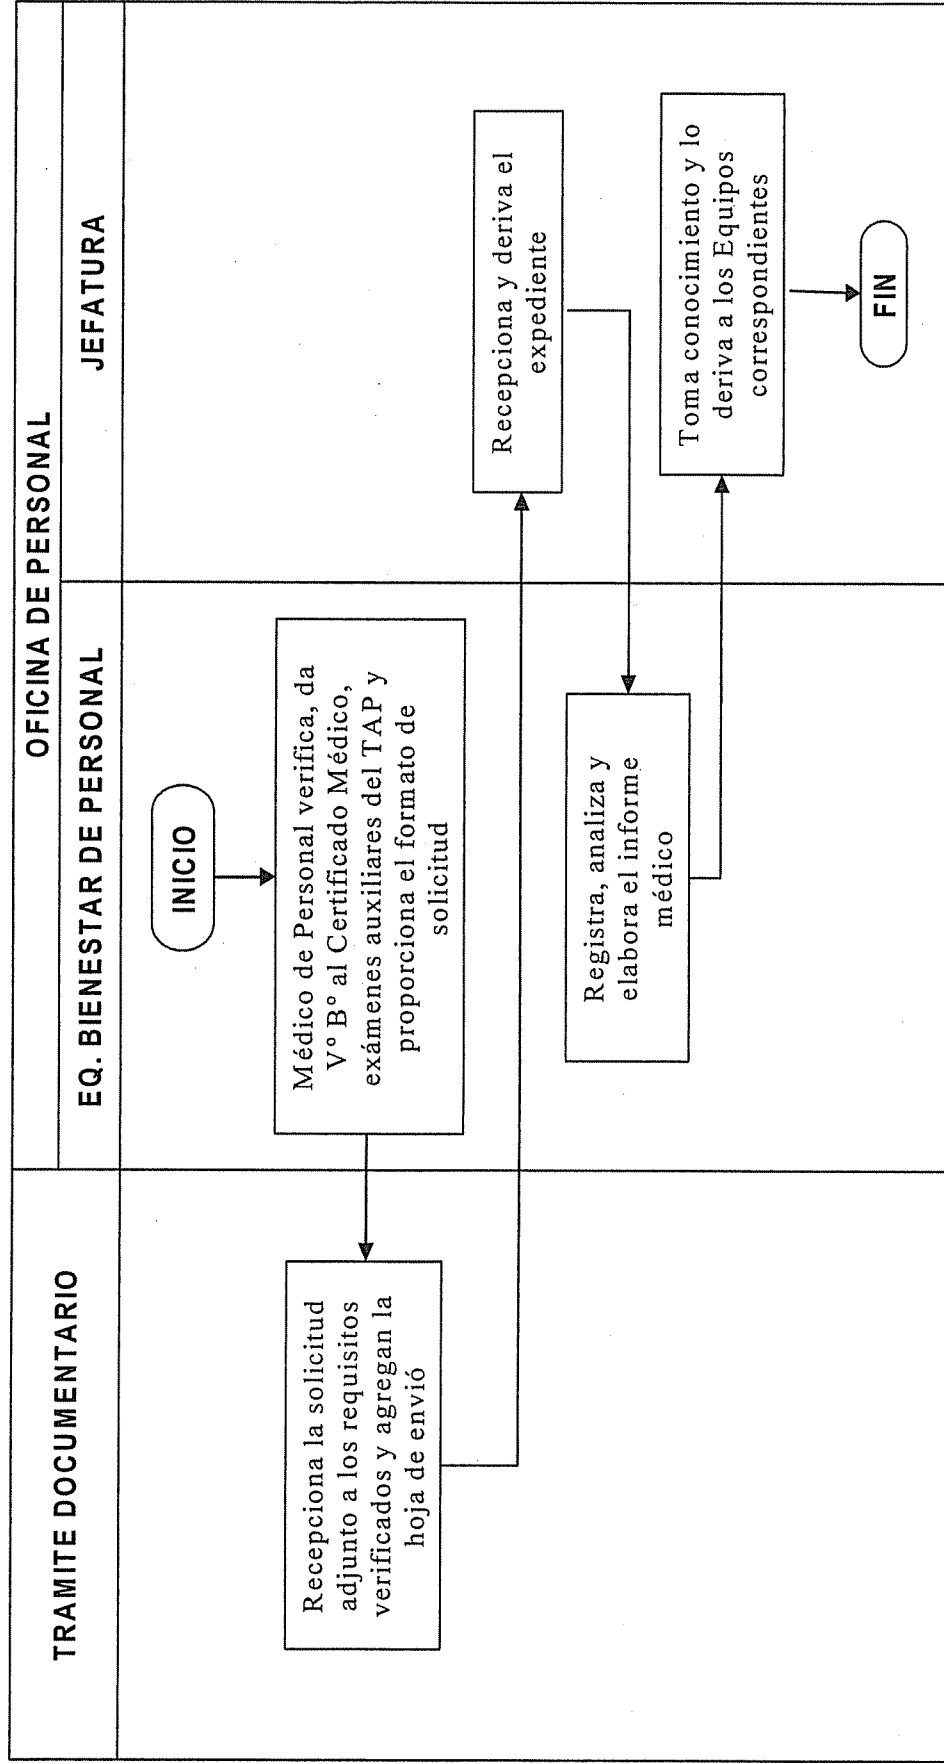 OFICINA DE PERSONAL
TRAMITE DOCUMENTARIO
EQ. BIENESTAR DE PERSONAL
JEFATURA
INICIO
Médico de Personal verifica, da
V° B° al Certificado Médico,
exámenes auxiliares del TAP y
proporciona el formato de
solicitud
Recepciona la solicitud
adjunto a los requisitos
verificados y agregan la
hoja de envió
Recepciona y deriva el
expediente
Registra, analiza y
elabora el informe
médico
Toma conocimiento y lo
deriva a los Equipos
correspondientes
FIN